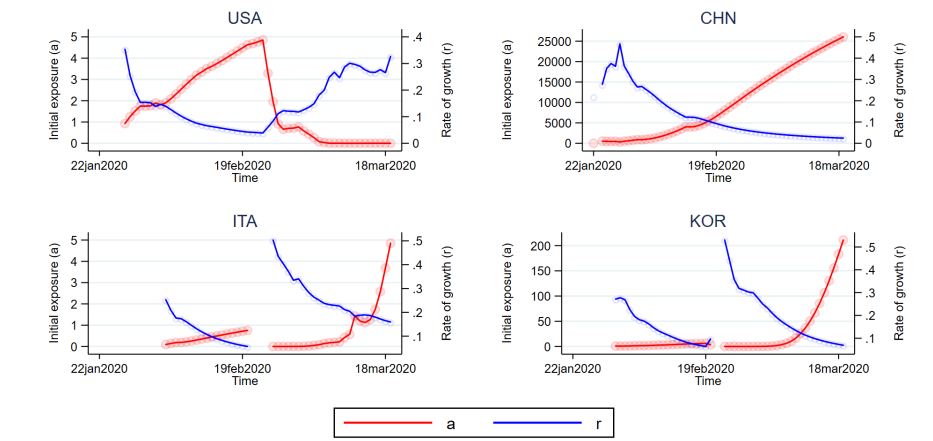 USA
Initial exposure (a)
5
4
3
2
1
0
.4
.3
.2
.1
0
Rate of growth (r)
22jan2020 19feb2020 18mar2020
Time
CHN
Initial exposure (a)
25000
20000
15000
10000
5000
0
.5
.4
.3
.2
.1
0
Rate of growth (r)
22jan2020 19feb2020 18mar2020
Time
ITA
Initial exposure (a)
5
4
3
2
1
0
.5
.4
.3
.2
.1
Rate of growth (r)
22jan2020 19feb2020 18mar2020
Time
KOR
Initial exposure (a)
200
150
100
50
0
.5
.4
.3
.2
.1
Rate of growth (r)
22jan2020 19feb2020 18mar2020
Time
a r